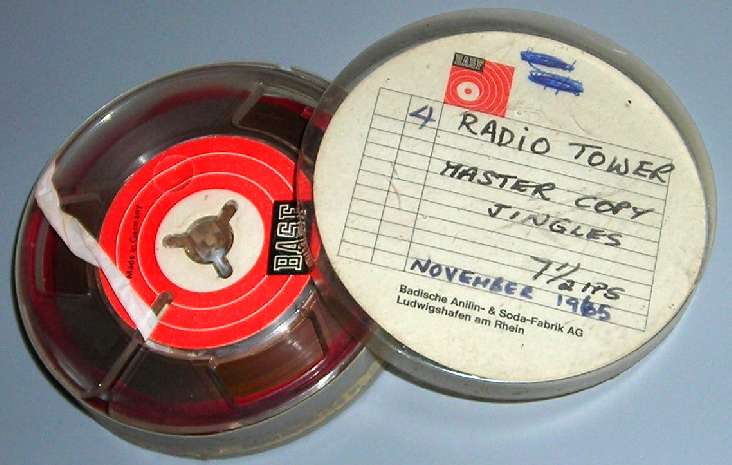 BASF
4 RADIO TOWER
MASTER COPY
JINGLES
7½ IPS
NOVEMBER 1965
Badische Anilin- & Soda-Fabrik AG
Ludwigshafen am Rhein
Made in Germany
BASF